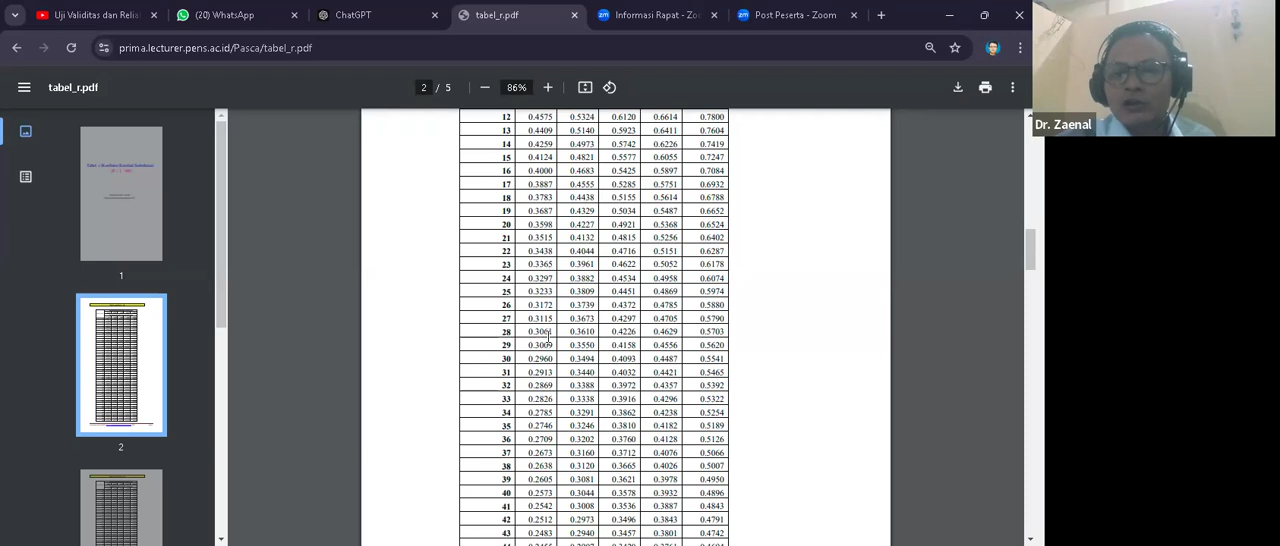 Uji Validitas dan Relia
(20) WhatsApp
ChatGPT
tabel_r.pdf
Informasi Rapat - Zoo
Post Peserta - Zoom
prima.lecturer.pens.ac.id/Pasca/tabel_r.pdf
tabel_r.pdf
2 / 5
86%
Dr. Zaenal
12 0.4575 0.5324 0.6120 0.6614 0.7800
13 0.4409 0.5140 0.5923 0.6411 0.7604
14 0.4259 0.4973 0.5742 0.6226 0.7419
15 0.4124 0.4821 0.5577 0.6055 0.7247
16 0.4000 0.4683 0.5425 0.5897 0.7084
17 0.3887 0.4555 0.5285 0.5751 0.6932
18 0.3783 0.4438 0.5155 0.5614 0.6788
19 0.3687 0.4329 0.5034 0.5487 0.6652
20 0.3598 0.4227 0.4921 0.5368 0.6524
21 0.3515 0.4132 0.4815 0.5256 0.6402
22 0.3438 0.4044 0.4716 0.5151 0.6287
23 0.3365 0.3961 0.4622 0.5052 0.6178
24 0.3297 0.3882 0.4534 0.4958 0.6074
25 0.3233 0.3809 0.4451 0.4869 0.5974
26 0.3172 0.3739 0.4372 0.4785 0.5880
27 0.3115 0.3673 0.4297 0.4705 0.5790
28 0.3061 0.3610 0.4226 0.4629 0.5703
29 0.3009 0.3550 0.4158 0.4556 0.5620
30 0.2960 0.3494 0.4093 0.4487 0.5541
31 0.2913 0.3440 0.4032 0.4421 0.5465
32 0.2869 0.3388 0.3972 0.4357 0.5392
33 0.2826 0.3338 0.3916 0.4296 0.5322
34 0.2785 0.3291 0.3862 0.4238 0.5254
35 0.2746 0.3246 0.3810 0.4182 0.5189
36 0.2709 0.3202 0.3760 0.4128 0.5126
37 0.2673 0.3160 0.3712 0.4076 0.5066
38 0.2638 0.3120 0.3665 0.4026 0.5007
39 0.2605 0.3081 0.3621 0.3978 0.4950
40 0.2573 0.3044 0.3578 0.3932 0.4896
41 0.2542 0.3008 0.3536 0.3887 0.4843
42 0.2512 0.2973 0.3496 0.3843 0.4791
43 0.2483 0.2940 0.3457 0.3801 0.4742
1
2